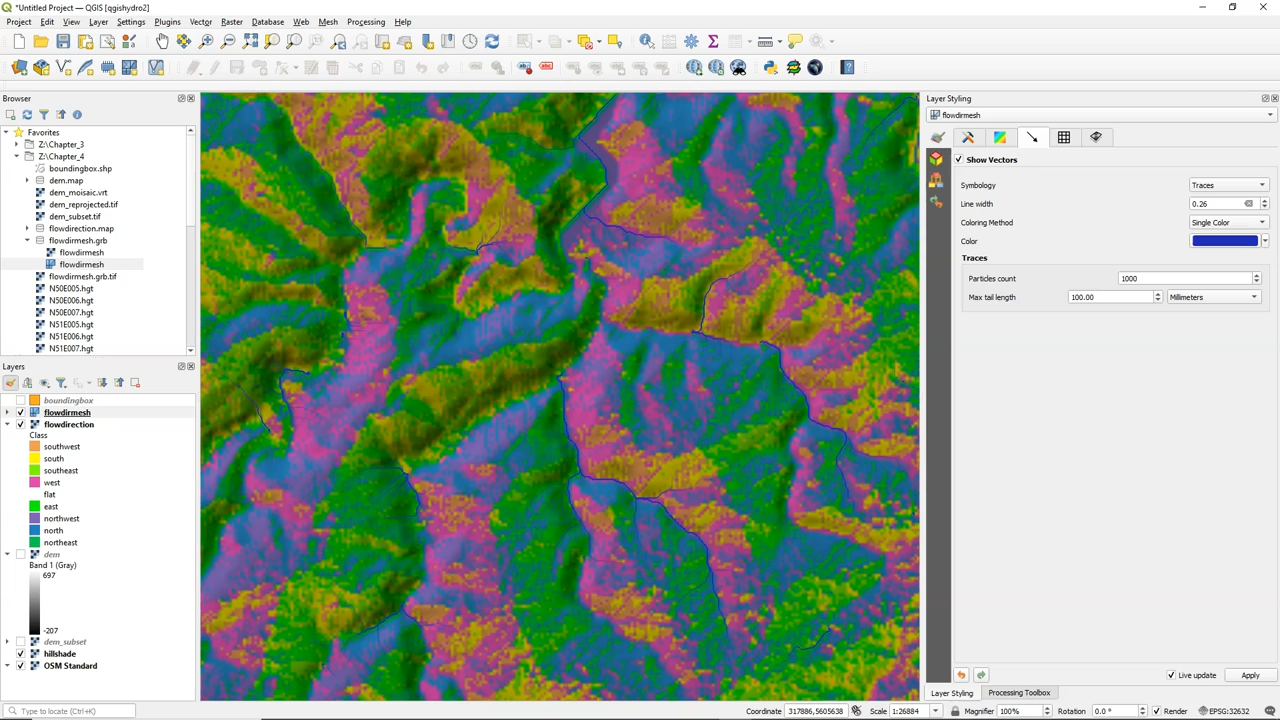 *Untitled Project — QGIS [qgishydro2]
Project Edit View Layer Settings Plugins Vector Raster Database Web Mesh Processing Help
Browser
Favorites
Z:\Chapter_3
Z:\Chapter_4
boundingbox.shp
dem.map
dem_moisaic.vrt
dem_reprojected.tif
dem_subset.tif
flowdirection.map
flowdirmesh.grb
flowdirmesh
flowdirmesh
flowdirmesh.grb.tif
N50E005.hgt
N50E006.hgt
N50E007.hgt
N51E005.hgt
N51E006.hgt
N51E007.hgt
Layers
boundingbox
flowdirmesh
flowdirection
Class
southwest
south
southeast
west
flat
east
northwest
north
northeast
dem
Band 1 (Gray)
697
-207
dem_subset
hillshade
OSM Standard
Layer Styling
flowdirmesh
Show Vectors
Symbology Traces
Line width 0.26
Coloring Method Single Color
Color
Traces
Particles count 1000
Max tail length 100.00 Millimeters
Live update Apply
Layer Styling Processing Toolbox
Type to locate (Ctrl+K) Coordinate 317886,5605638 Scale 1:26884 Magnifier 100% Rotation 0.0 ° Render EPSG:32632